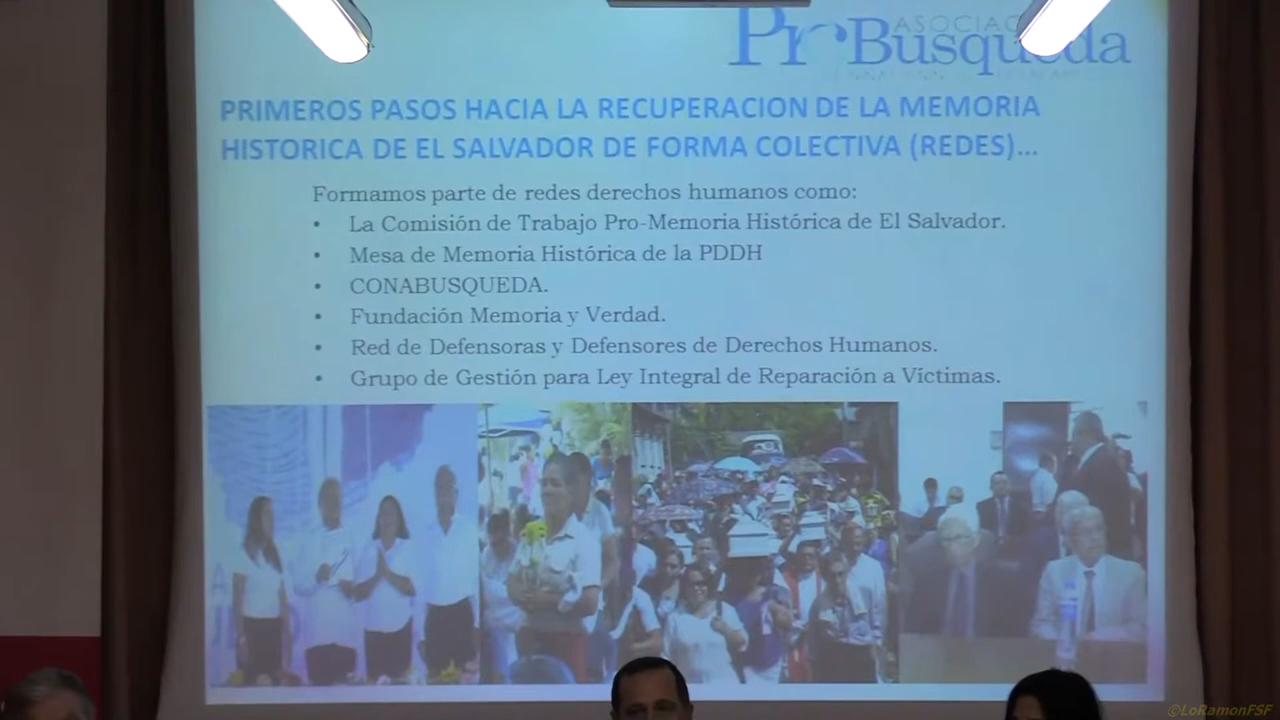 ASOCIAC
Pro Busqueda
PRIMEROS PASOS HACIA LA RECUPERACION DE LA MEMORIA
HISTORICA DE EL SALVADOR DE FORMA COLECTIVA (REDES)...
Formamos parte de redes derechos humanos como:
• La Comisión de Trabajo Pro-Memoria Histórica de El Salvador.
• Mesa de Memoria Histórica de la PDDH
• CONABUSQUEDA.
• Fundación Memoria y Verdad.
• Red de Defensoras y Defensores de Derechos Humanos.
• Grupo de Gestión para Ley Integral de Reparación a Víctimas.
©LoRamonFSF